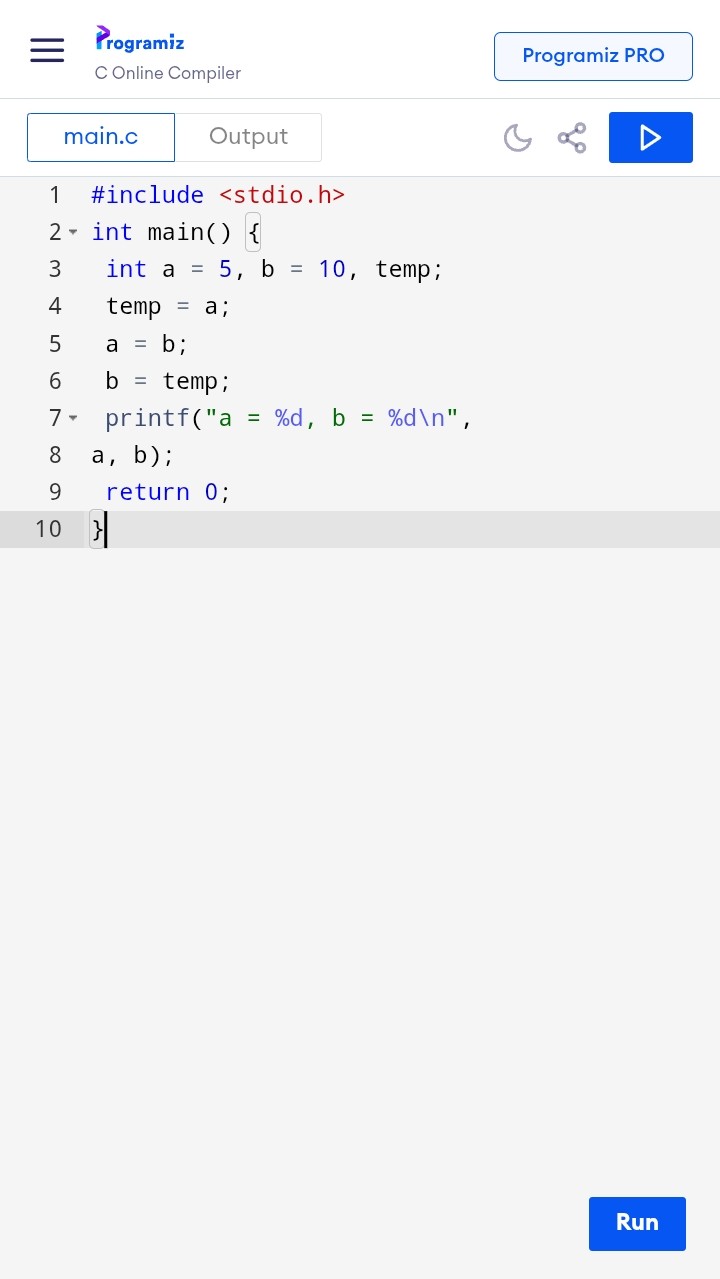 Programiz
C Online Compiler
Programiz PRO
main.c
Output
1 #include <stdio.h>
2 int main() {
3  int a = 5, b = 10, temp;
4  temp = a;
5  a = b;
6  b = temp;
7  printf("a = %d, b = %d\n",
8 a, b);
9  return 0;
10 }
Run